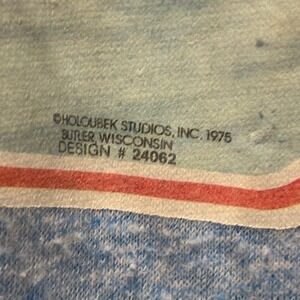 ©HOLOUBEK STUDIOS, INC. 1975
BUTLER, WISCONSIN
DESIGN # 24062